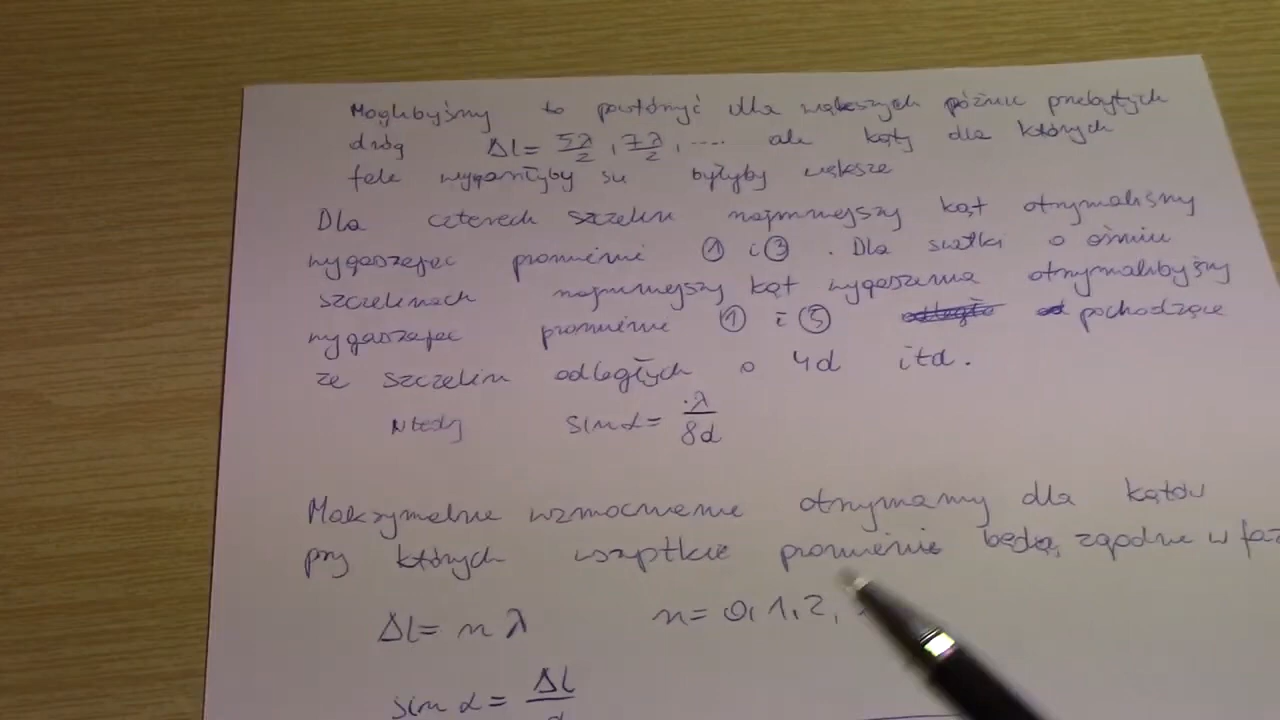 Moglibyśmy to powtórzyć dla większych różnic przebytych
dróg Δl = 5λ/2, 7λ/2, .... ale kąty dla których
fale wygasiłyby się byłyby większe
Dla czterech szczelin najmniejszy kąt otrzymaliśmy
wygaszając promienie ① i ③. Dla siatki o ośmiu
szczelinach najmniejszy kąt wygaszenia otrzymalibyśmy
wygaszając promienie ① i ⑤ pochodzące
ze szczelin odległych o 4d itd.
Wtedy sin α = λ/8d
Maksymalne wzmocnienie otrzymamy dla kątów
przy których wszystkie promienie będą zgodne w faz
Δl = nλ n = 0, 1, 2,
sin α = Δl/d